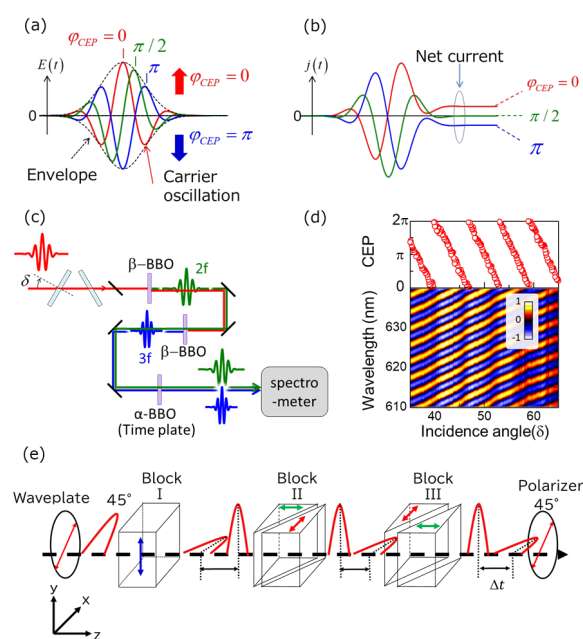 (a)
φCEP = 0
π / 2
π
E(t)
φCEP = 0
0
φCEP = π
Envelope
Carrier
oscillation
(b)
j(t)
Net current
φCEP = 0
0
π / 2
π
(c)
δ
β−BBO
2f
3f
β−BBO
α-BBO
(Time plate)
spectro
-meter
(d)
CEP
2π
π
0
Wavelength (nm)
630
620
610
1
0
-1
40
50
60
Incidence angle(δ)
(e)
Waveplate
45°
Block
I
Block
II
Block
III
Polarizer
45°
Δt
y
x
z